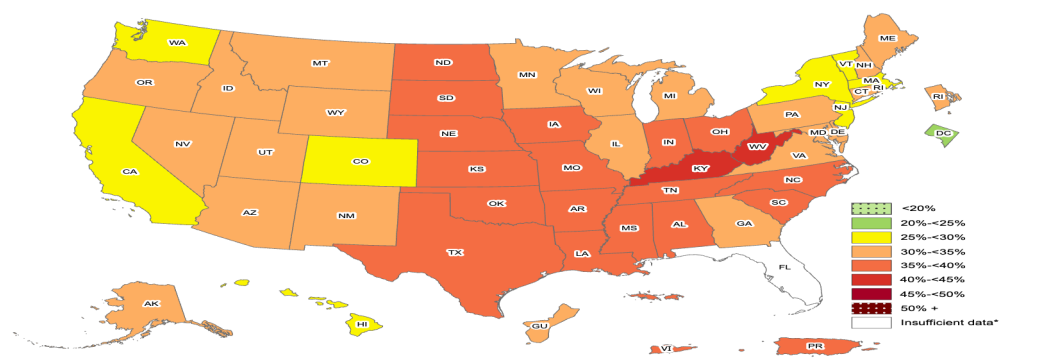 WA
ME
MT
ND
VT
NH
OR
MN
ID
MA
NY
WI
SD
CT
RI
MI
RI
WY
NJ
PA
IA
NE
OH
MD
DE
DC
NV
IL
IN
UT
WV
VA
CO
KS
MO
KY
CA
NC
TN
OK
SC
AR
AZ
NM
MS
AL
GA
TX
LA
FL
AK
HI
GU
VI
PR
<20%
20%-<25%
25%-<30%
30%-<35%
35%-<40%
40%-<45%
45%-<50%
50% +
Insufficient data*